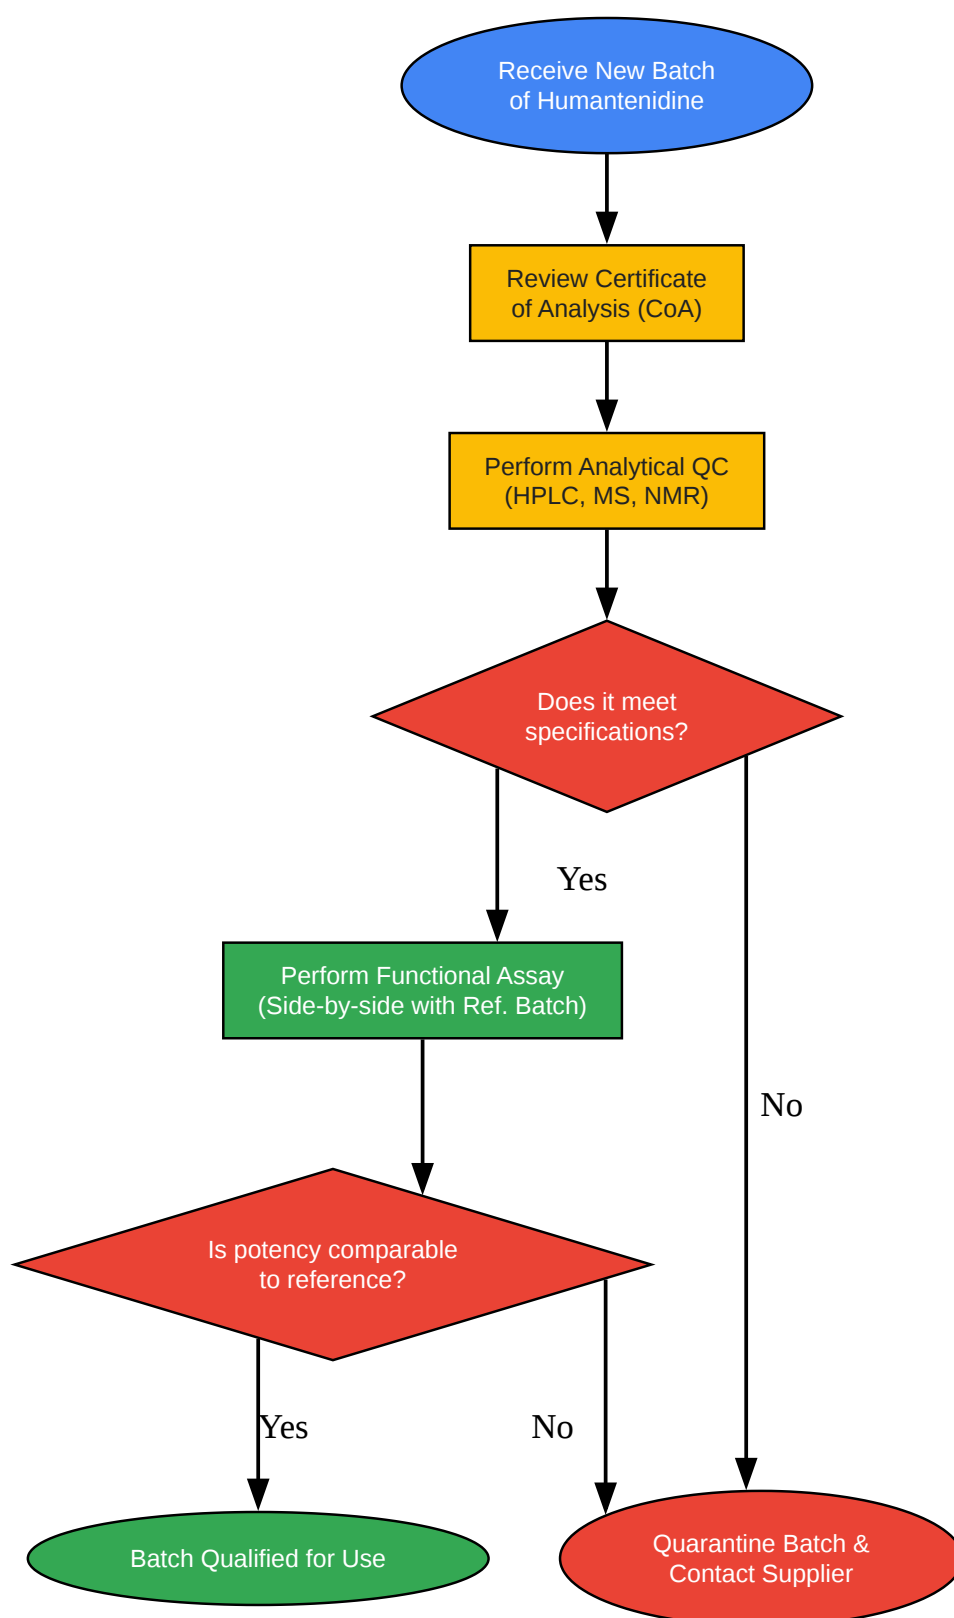 Receive New Batch
of Humantenidine
Review Certificate
of Analysis (CoA)
Perform Analytical QC
(HPLC, MS, NMR)
Does it meet
specifications?
Yes
Perform Functional Assay
(Side-by-side with Ref. Batch)
No
Is potency comparable
to reference?
Yes
No
Batch Qualified for Use
Quarantine Batch &
Contact Supplier